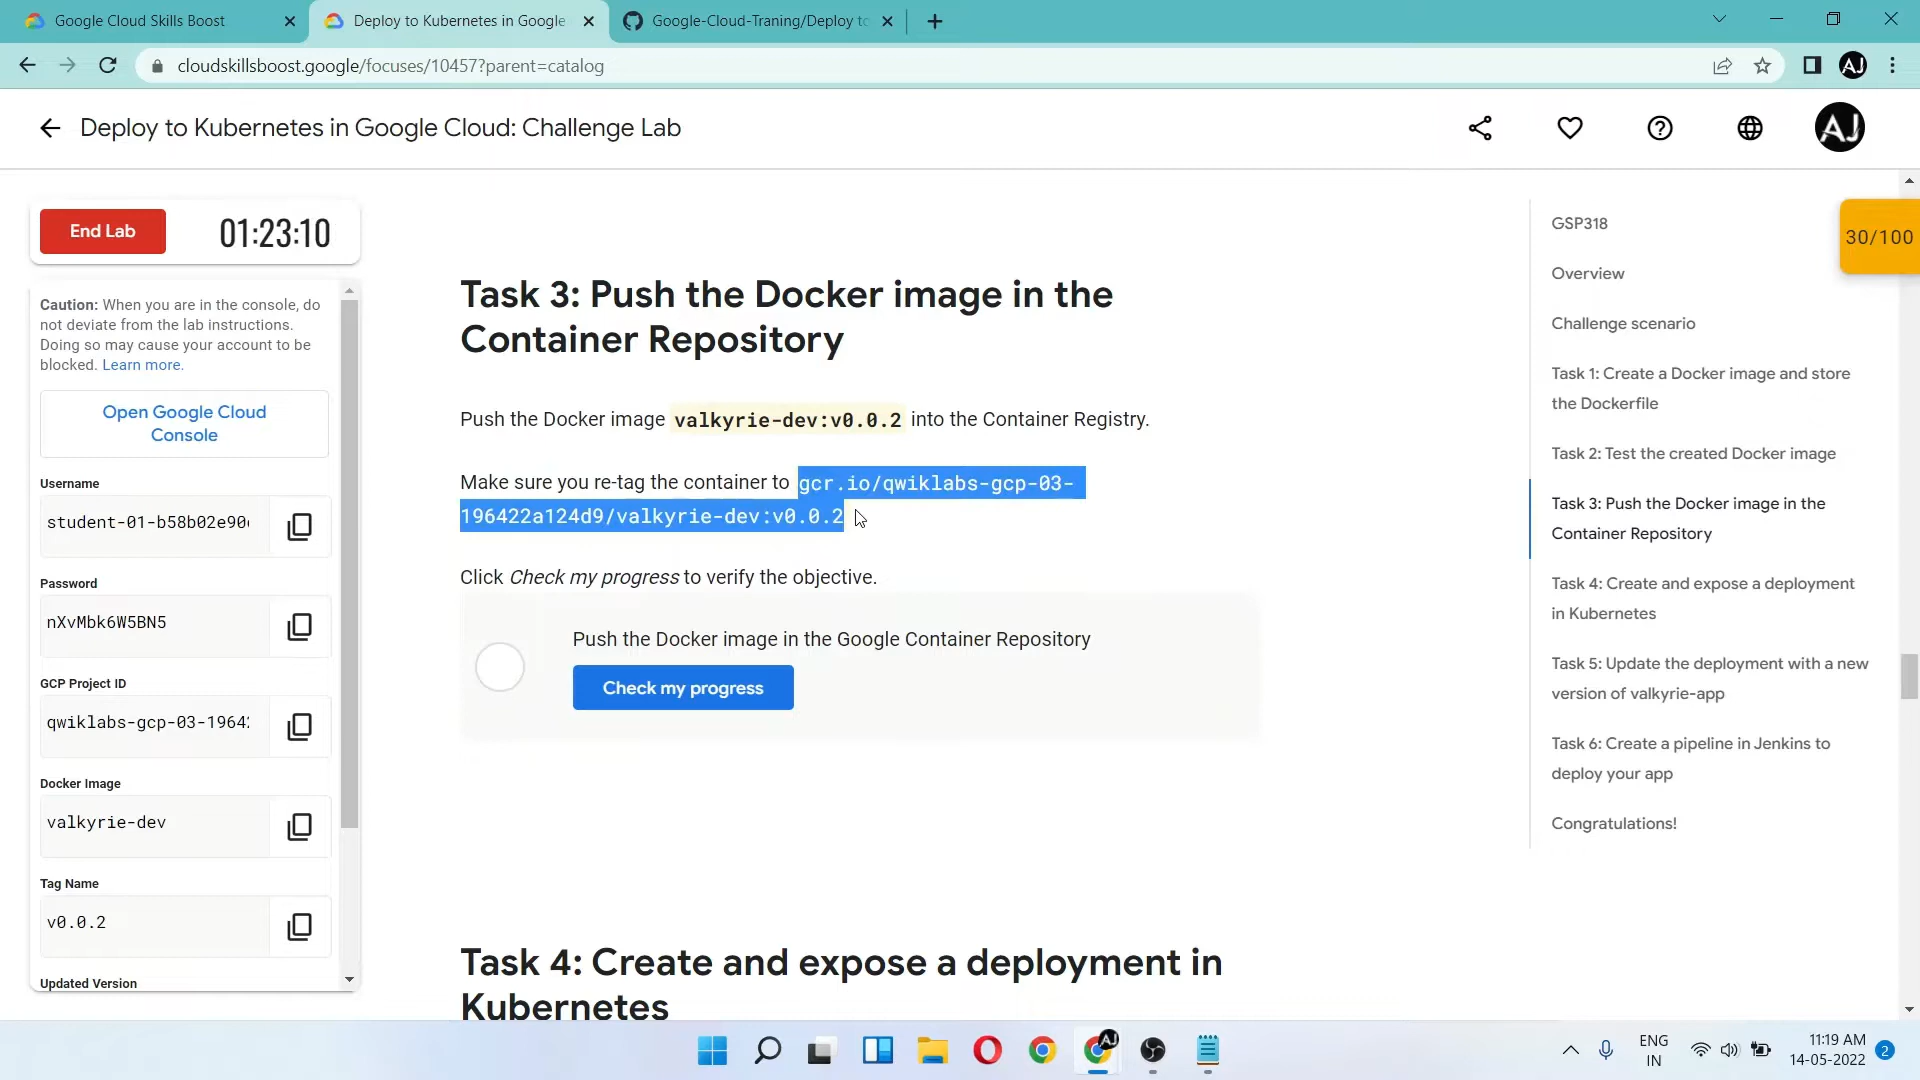 Google Cloud Skills Boost
Deploy to Kubernetes in Google
Google-Cloud-Traning/Deploy to
cloudskillsboost.google/focuses/10457?parent=catalog
AJ
Deploy to Kubernetes in Google Cloud: Challenge Lab
AJ
End Lab
01:23:10
Caution: When you are in the console, do
not deviate from the lab instructions.
Doing so may cause your account to be
blocked. Learn more.
Open Google Cloud
Console
Username
student-01-b58b02e90
Password
nXvMbk6W5BN5
GCP Project ID
qwiklabs-gcp-03-1964
Docker Image
valkyrie-dev
Tag Name
v0.0.2
Updated Version
Task 3: Push the Docker image in the
Container Repository
Push the Docker image valkyrie-dev:v0.0.2 into the Container Registry.
Make sure you re-tag the container to gcr.io/qwiklabs-gcp-03-
196422a124d9/valkyrie-dev:v0.0.2
Click Check my progress to verify the objective.
Push the Docker image in the Google Container Repository
Check my progress
Task 4: Create and expose a deployment in
Kubernetes
GSP318
Overview
Challenge scenario
Task 1: Create a Docker image and store
the Dockerfile
Task 2: Test the created Docker image
Task 3: Push the Docker image in the
Container Repository
Task 4: Create and expose a deployment
in Kubernetes
Task 5: Update the deployment with a new
version of valkyrie-app
Task 6: Create a pipeline in Jenkins to
deploy your app
Congratulations!
30/100
AJ
ENG
IN
11:19 AM
14-05-2022
2